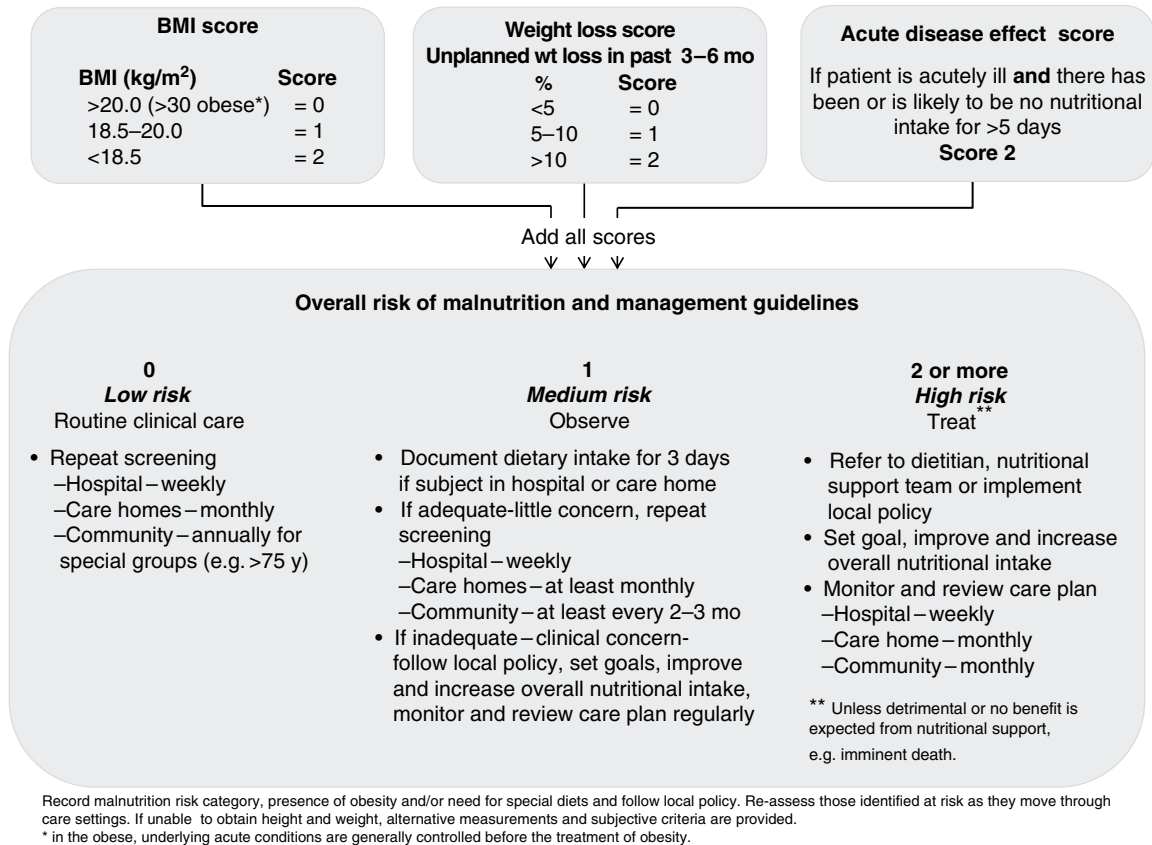 BMI score
BMI (kg/m²) Score
>20.0 (>30 obese*) = 0
18.5–20.0 = 1
<18.5 = 2
Weight loss score
Unplanned wt loss in past 3–6 mo
% Score
<5 = 0
5–10 = 1
>10 = 2
Acute disease effect score
If patient is acutely ill and there has
been or is likely to be no nutritional
intake for >5 days
Score 2
Add all scores
Overall risk of malnutrition and management guidelines
0
Low risk
Routine clinical care
• Repeat screening
–Hospital–weekly
–Care homes–monthly
–Community–annually for
special groups (e.g. >75 y)
1
Medium risk
Observe
• Document dietary intake for 3 days
if subject in hospital or care home
• If adequate-little concern, repeat
screening
–Hospital–weekly
–Care homes–at least monthly
–Community–at least every 2–3 mo
• If inadequate–clinical concern-
follow local policy, set goals, improve
and increase overall nutritional intake,
monitor and review care plan regularly
2 or more
High risk
Treat**
• Refer to dietitian, nutritional
support team or implement
local policy
• Set goal, improve and increase
overall nutritional intake
• Monitor and review care plan
–Hospital–weekly
–Care home–monthly
–Community–monthly
** Unless detrimental or no benefit is
expected from nutritional support,
e.g. imminent death.
Record malnutrition risk category, presence of obesity and/or need for special diets and follow local policy. Re-assess those identified at risk as they move through
care settings. If unable to obtain height and weight, alternative measurements and subjective criteria are provided.
* in the obese, underlying acute conditions are generally controlled before the treatment of obesity.